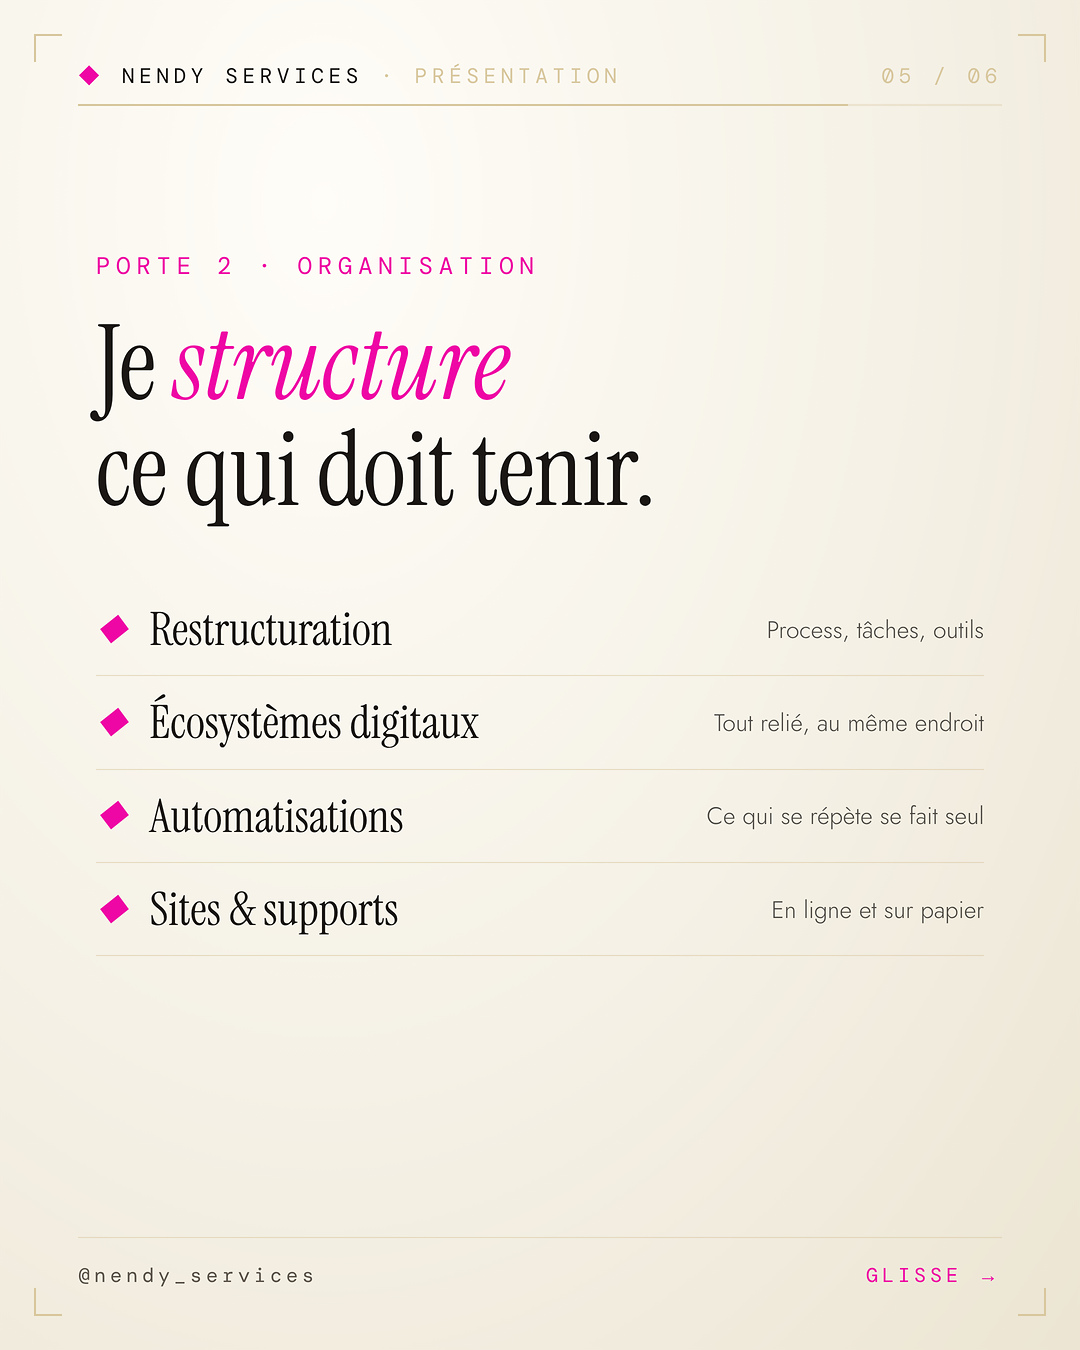 NENDY SERVICES · PRÉSENTATION 05 / 06
PORTE 2 · ORGANISATION
Je structure
ce qui doit tenir.
Restructuration Process, tâches, outils
Écosystèmes digitaux Tout relié, au même endroit
Automatisations Ce qui se répète se fait seul
Sites & supports En ligne et sur papier
@nendy_services GLISSE →